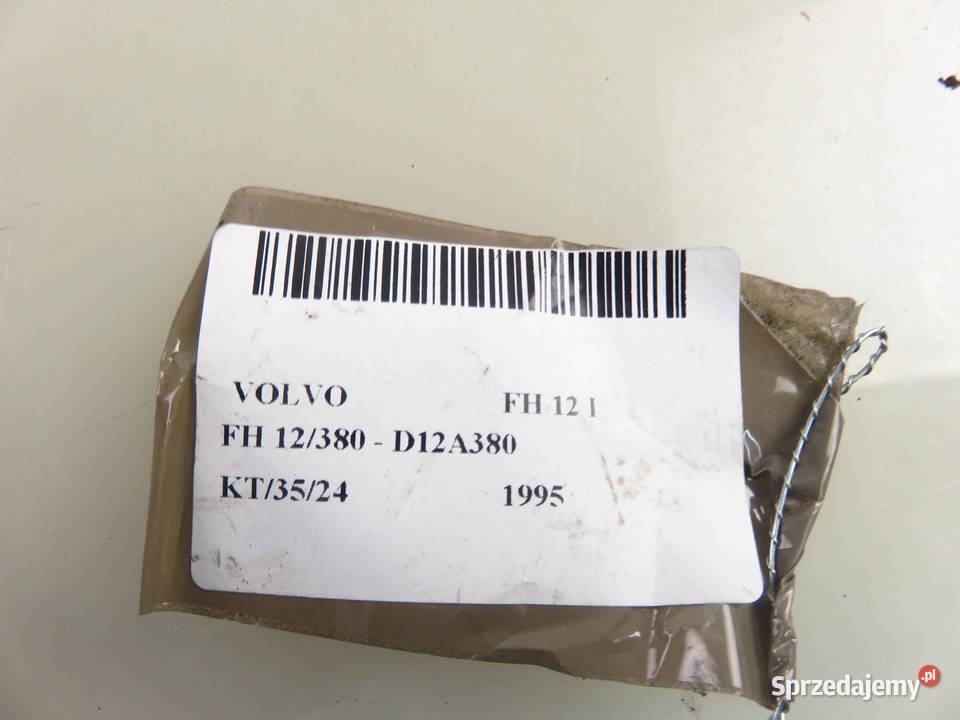 VOLVO FH 12 I
FH 12/380 - D12A380
KT/35/24 1995
Sprzedajemy.pl